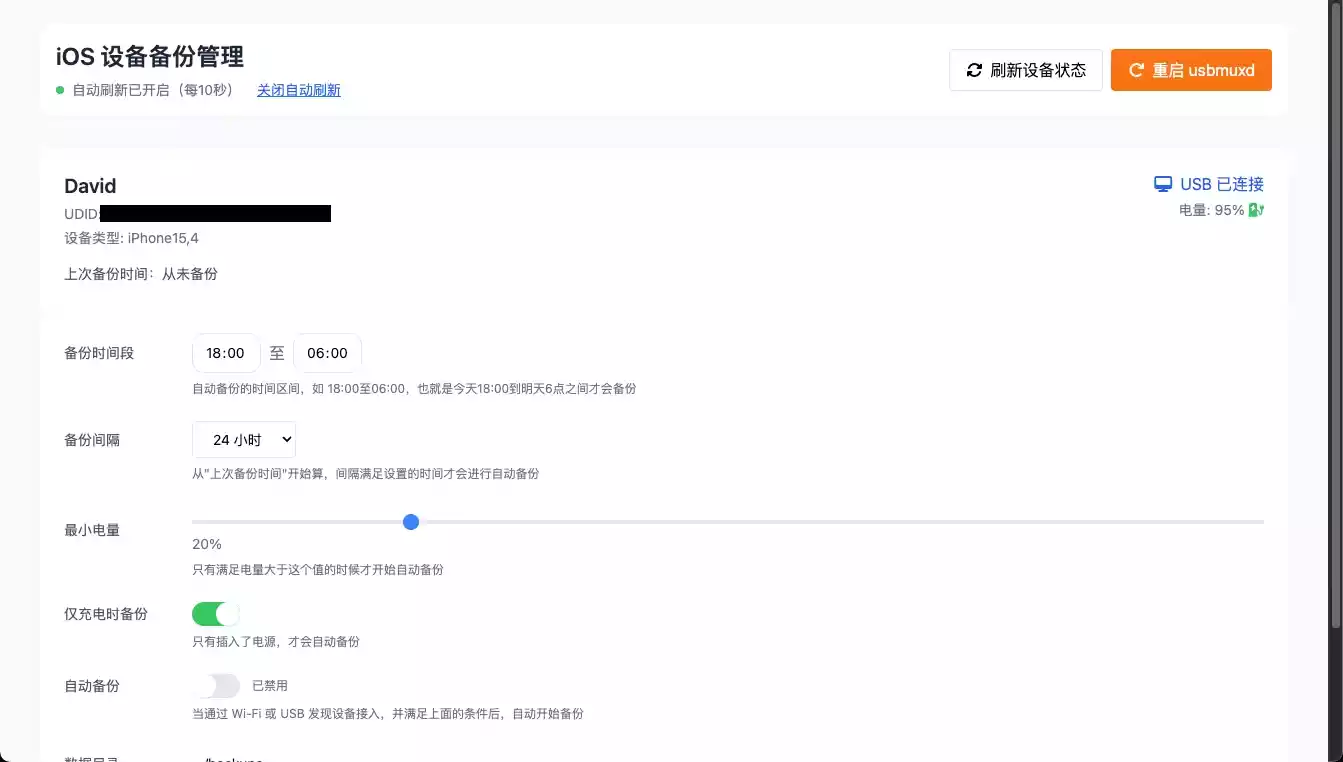 iOS 设备备份管理
自动刷新已开启（每10秒） 关闭自动刷新
刷新设备状态
重启 usbmuxd
David
USB 已连接
UDID:
电量: 95%
设备类型: iPhone15,4
上次备份时间：从未备份
备份时间段 18:00 至 06:00
自动备份的时间区间，如 18:00至06:00，也就是今天18:00到明天6点之间才会备份
备份间隔 24 小时
从"上次备份时间"开始算，间隔满足设置的时间才会进行自动备份
最小电量
20%
只有满足电量大于这个值的时候才开始自动备份
仅充电时备份
只有插入了电源，才会自动备份
自动备份 已禁用
当通过 Wi-Fi 或 USB 发现设备接入，并满足上面的条件后，自动开始备份